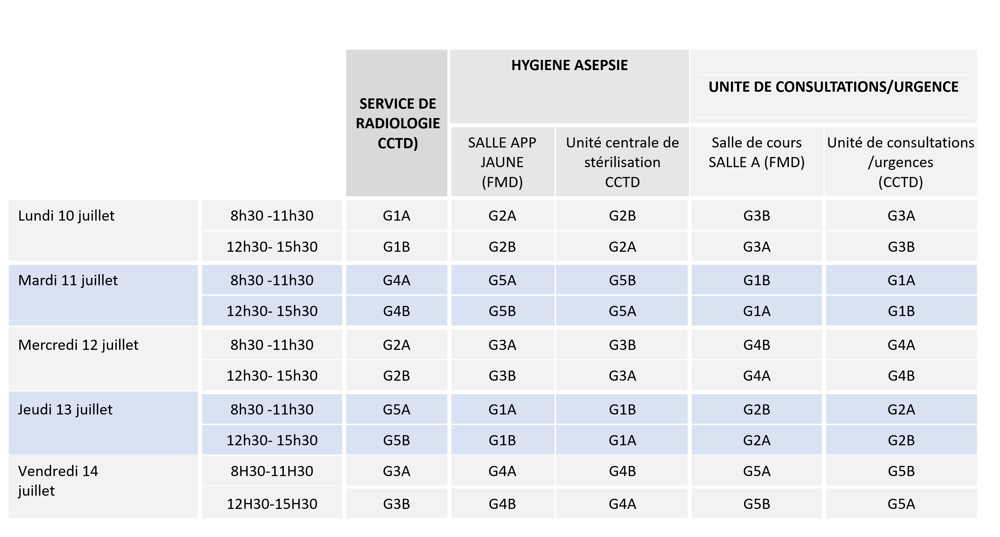 SERVICE DE
RADIOLOGIE
CCTD)
HYGIENE ASEPSIE
UNITE DE CONSULTATIONS/URGENCE
SALLE APP
JAUNE
(FMD)
Unité centrale de
stérilisation
CCTD
Salle de cours
SALLE A (FMD)
Unité de consultations
/urgences
(CCTD)
Lundi 10 juillet
8h30 -11h30 G1A G2A G2B G3B G3A
12h30- 15h30 G1B G2B G2A G3A G3B
Mardi 11 juillet
8h30 -11h30 G4A G5A G5B G1B G1A
12h30- 15h30 G4B G5B G5A G1A G1B
Mercredi 12 juillet
8h30 -11h30 G2A G3A G3B G4B G4A
12h30- 15h30 G2B G3B G3A G4A G4B
Jeudi 13 juillet
8h30 -11h30 G5A G1A G1B G2B G2A
12h30- 15h30 G5B G1B G1A G2A G2B
Vendredi 14
juillet
8H30-11H30 G3A G4A G4B G5A G5B
12H30-15H30 G3B G4B G4A G5B G5A